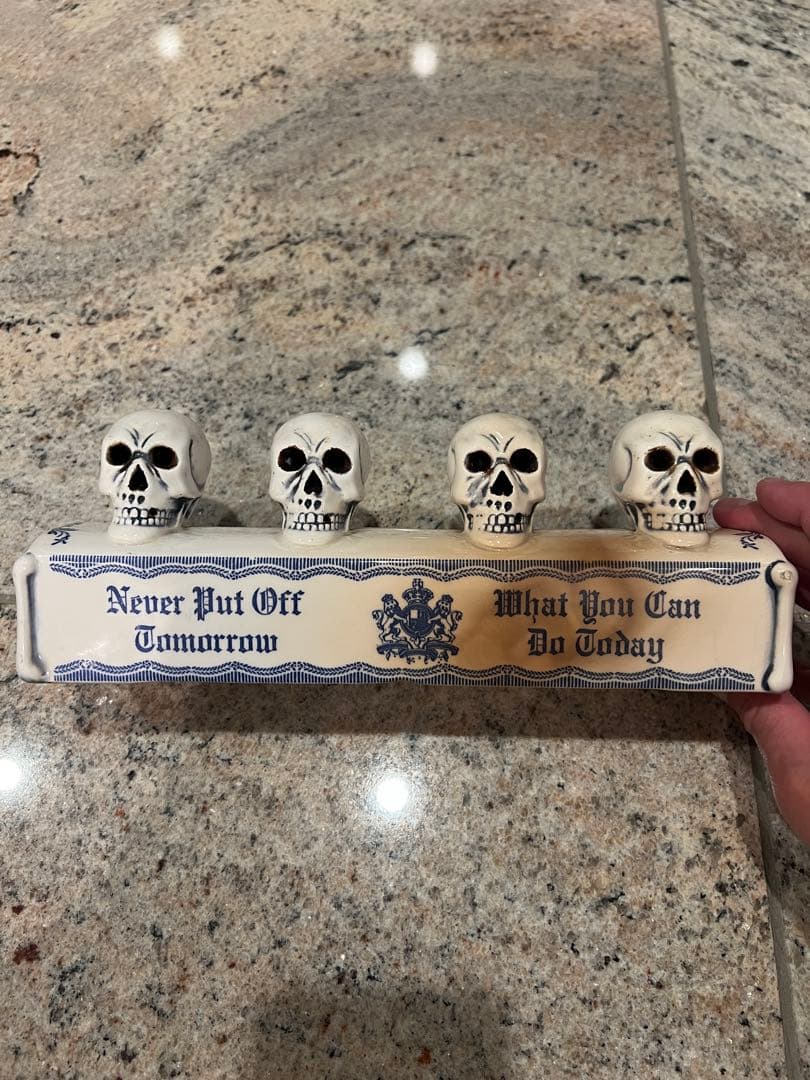 Never Put Off
Tomorrow
What You Can
Do Today